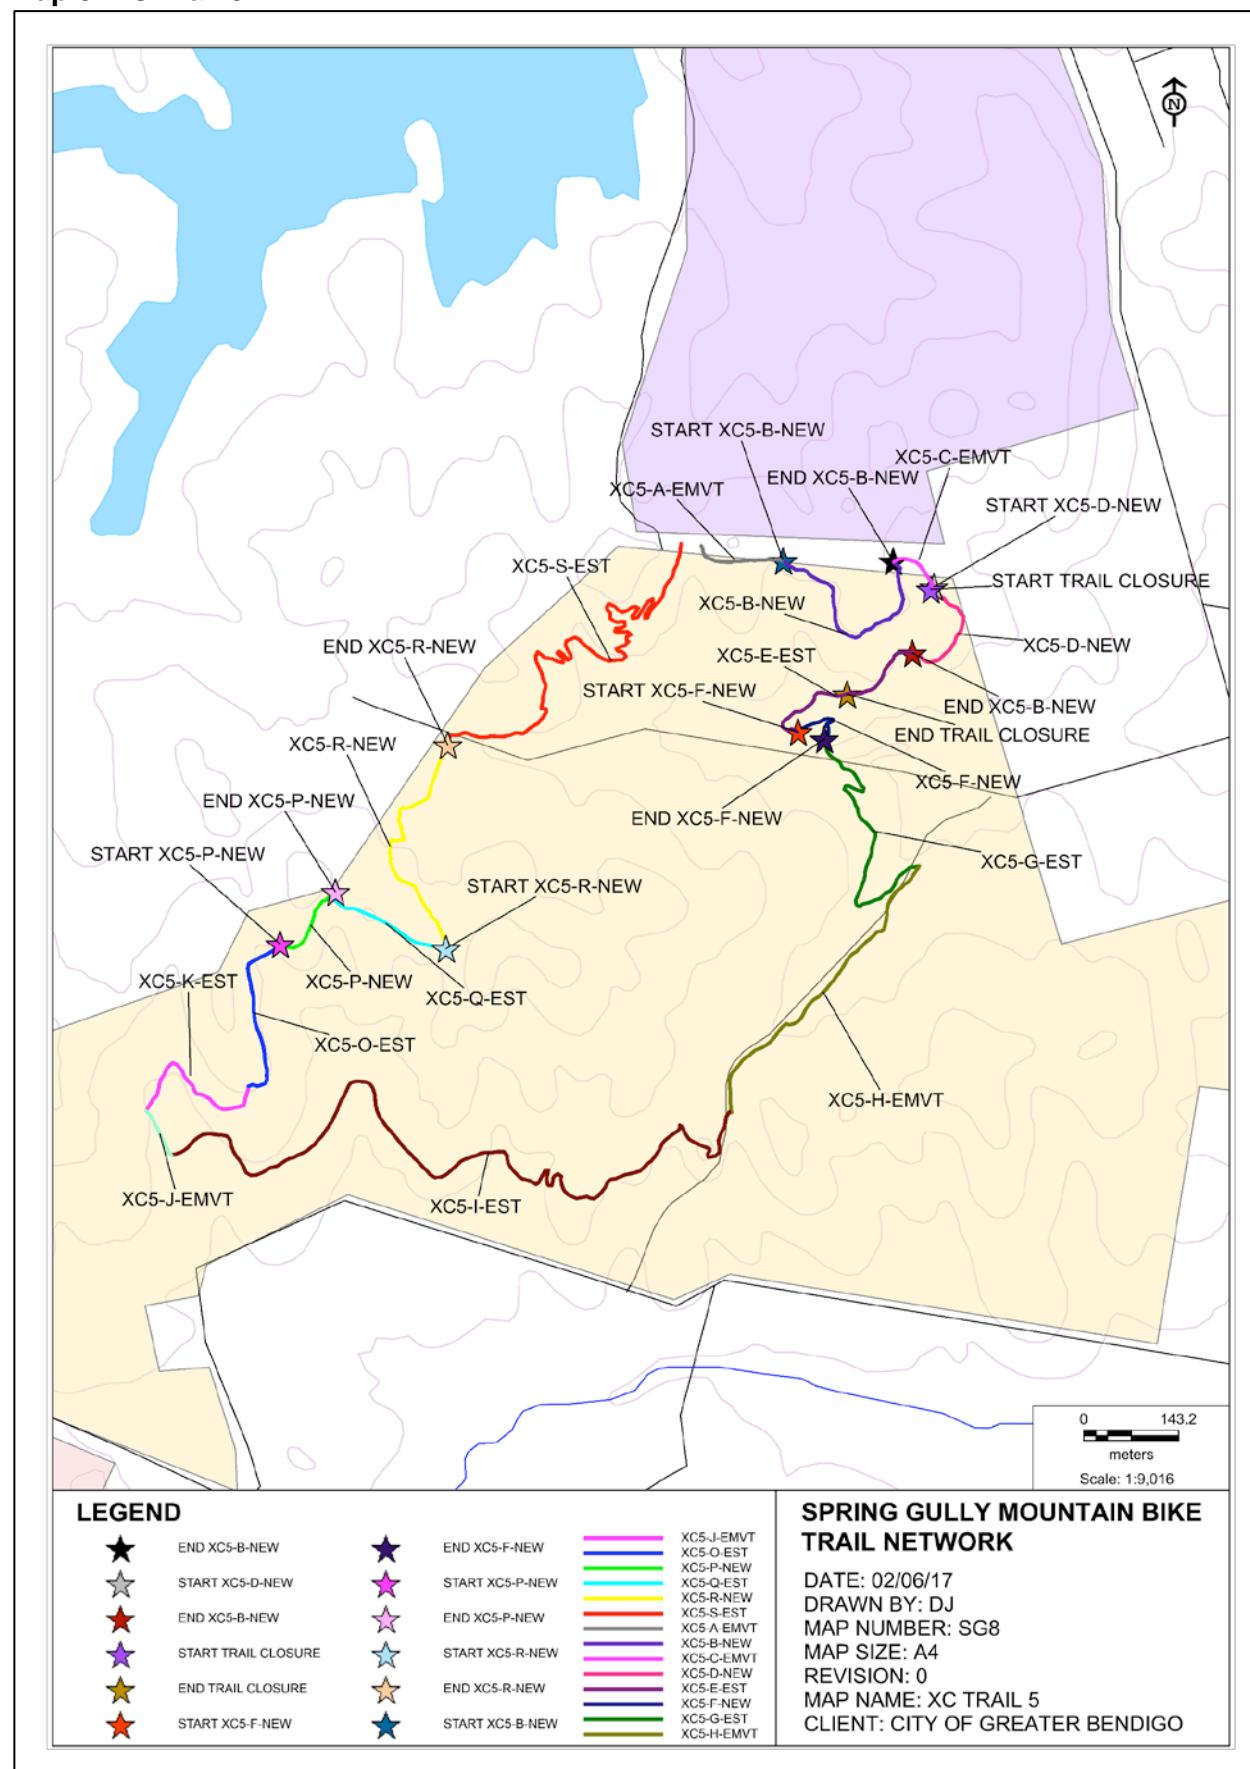 N
START XC5-B-NEW
XC5-C-EMVT
END XC5-B-NEW
XC5-A-EMVT
START XC5-D-NEW
XC5-S-EST
START TRAIL CLOSURE
XC5-B-NEW
XC5-D-NEW
END XC5-R-NEW
XC5-E-EST
START XC5-F-NEW
END XC5-B-NEW
END TRAIL CLOSURE
XC5-R-NEW
XC5-F-NEW
END XC5-P-NEW
END XC5-F-NEW
START XC5-P-NEW
XC5-G-EST
START XC5-R-NEW
XC5-K-EST
XC5-P-NEW
XC5-Q-EST
XC5-O-EST
XC5-H-EMVT
XC5-J-EMVT
XC5-I-EST
0 143.2
meters
Scale: 1:9,016
LEGEND
END XC5-B-NEW
START XC5-D-NEW
END XC5-B-NEW
START TRAIL CLOSURE
END TRAIL CLOSURE
START XC5-F-NEW
END XC5-F-NEW
START XC5-P-NEW
END XC5-P-NEW
START XC5-R-NEW
END XC5-R-NEW
START XC5-B-NEW
XC5-J-EMVT
XC5-O-EST
XC5-P-NEW
XC5-Q-EST
XC5-R-NEW
XC5-S-EST
XC5-A-EMVT
XC5-B-NEW
XC5-C-EMVT
XC5-D-NEW
XC5-E-EST
XC5-F-NEW
XC5-G-EST
XC5-H-EMVT
SPRING GULLY MOUNTAIN BIKE
TRAIL NETWORK
DATE: 02/06/17
DRAWN BY: DJ
MAP NUMBER: SG8
MAP SIZE: A4
REVISION: 0
MAP NAME: XC TRAIL 5
CLIENT: CITY OF GREATER BENDIGO